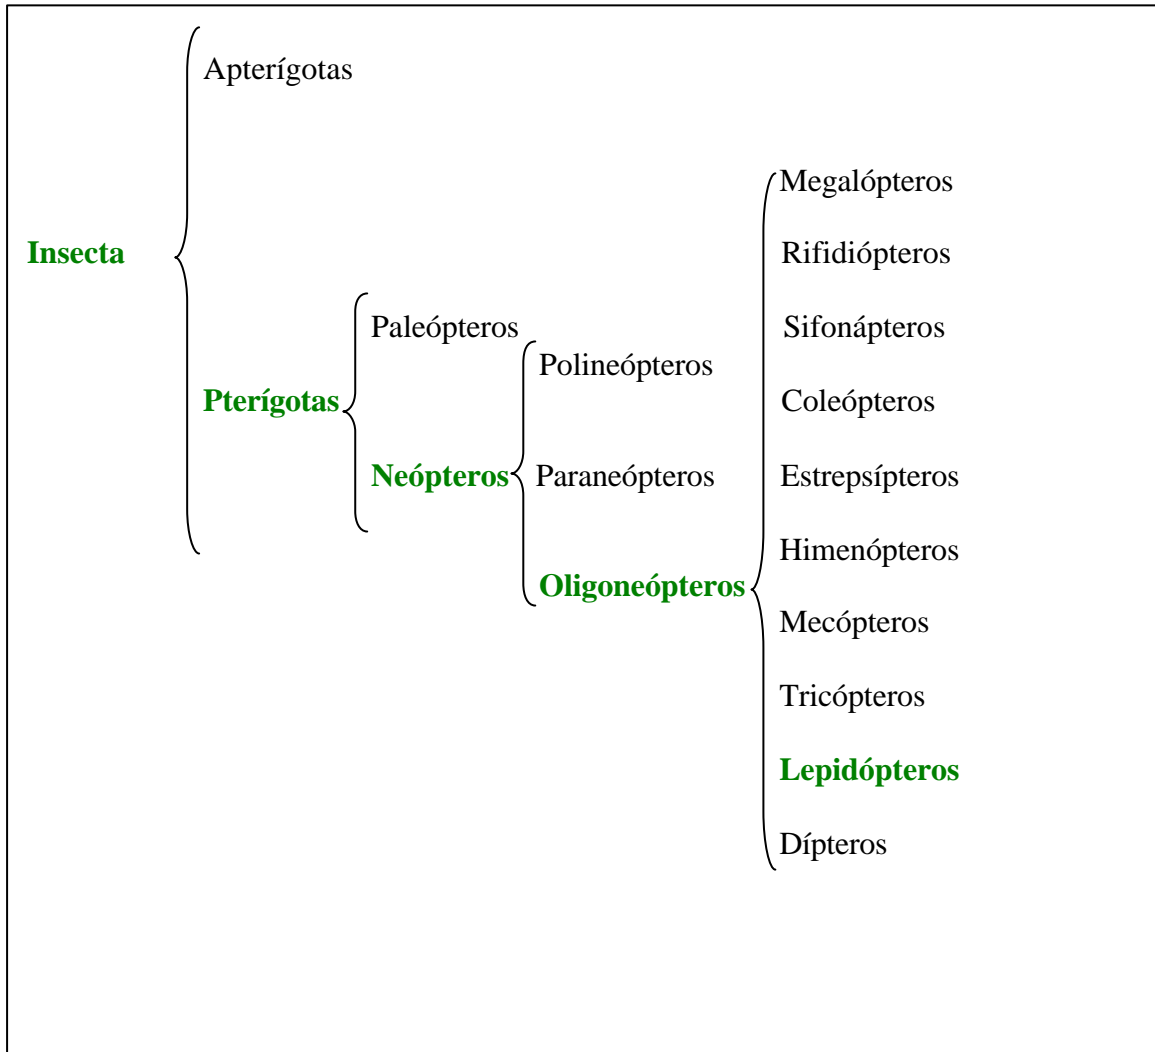 Apterígotas
Megalópteros
Insecta
Rifidiópteros
Paleópteros
Sifonápteros
Polineópteros
Pterígotas
Coleópteros
Neópteros
Paraneópteros
Estrepsípteros
Himenópteros
Oligoneópteros
Mecópteros
Tricópteros
Lepidópteros
Dípteros